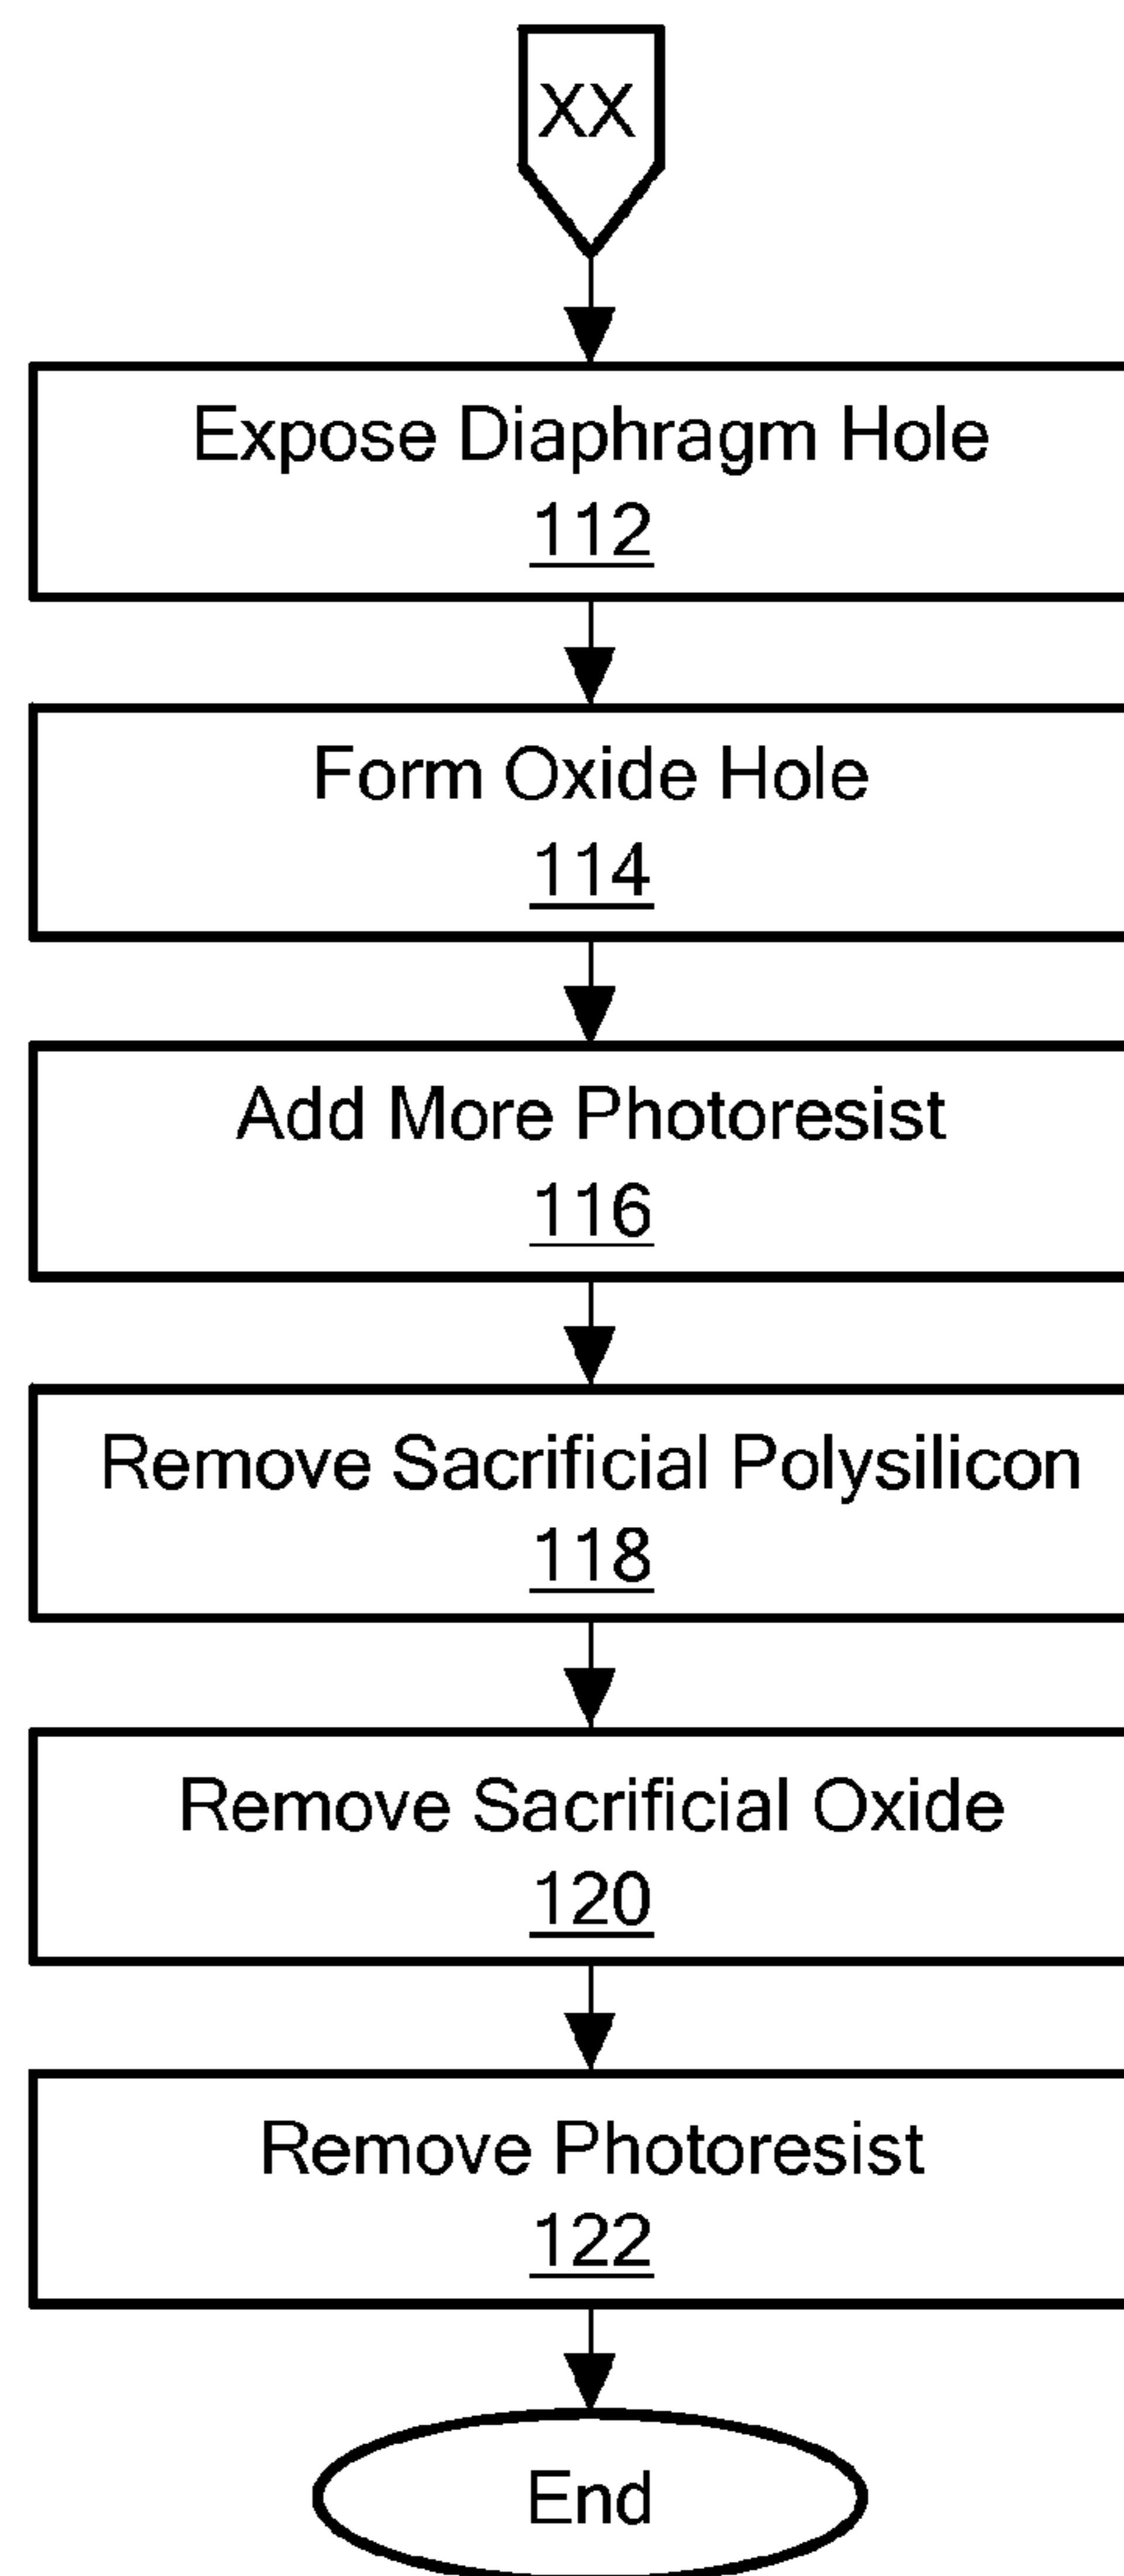 XX
Expose Diaphragm Hole
112
Form Oxide Hole
114
Add More Photoresist
116
Remove Sacrificial Polysilicon
118
Remove Sacrificial Oxide
120
Remove Photoresist
122
End